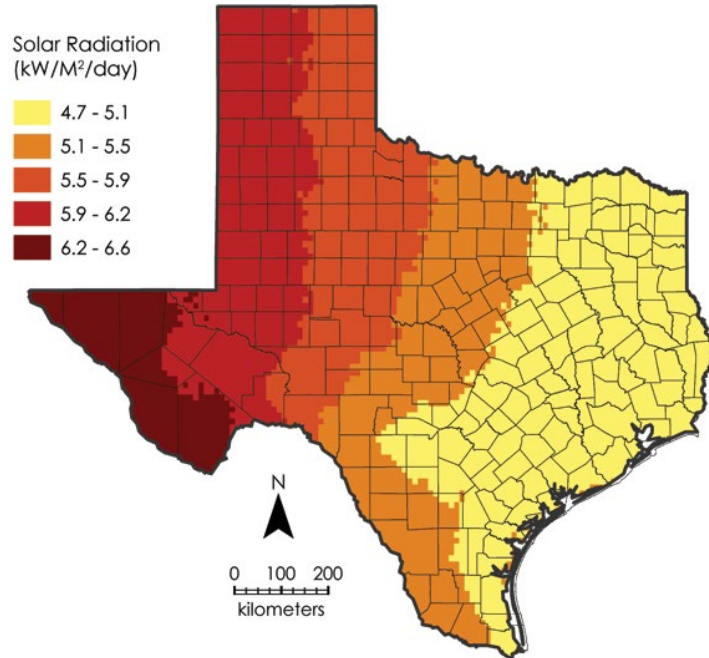 Solar Radiation
(kW/M²/day)
4.7 - 5.1
5.1 - 5.5
5.5 - 5.9
5.9 - 6.2
6.2 - 6.6
N
0 100 200
kilometers